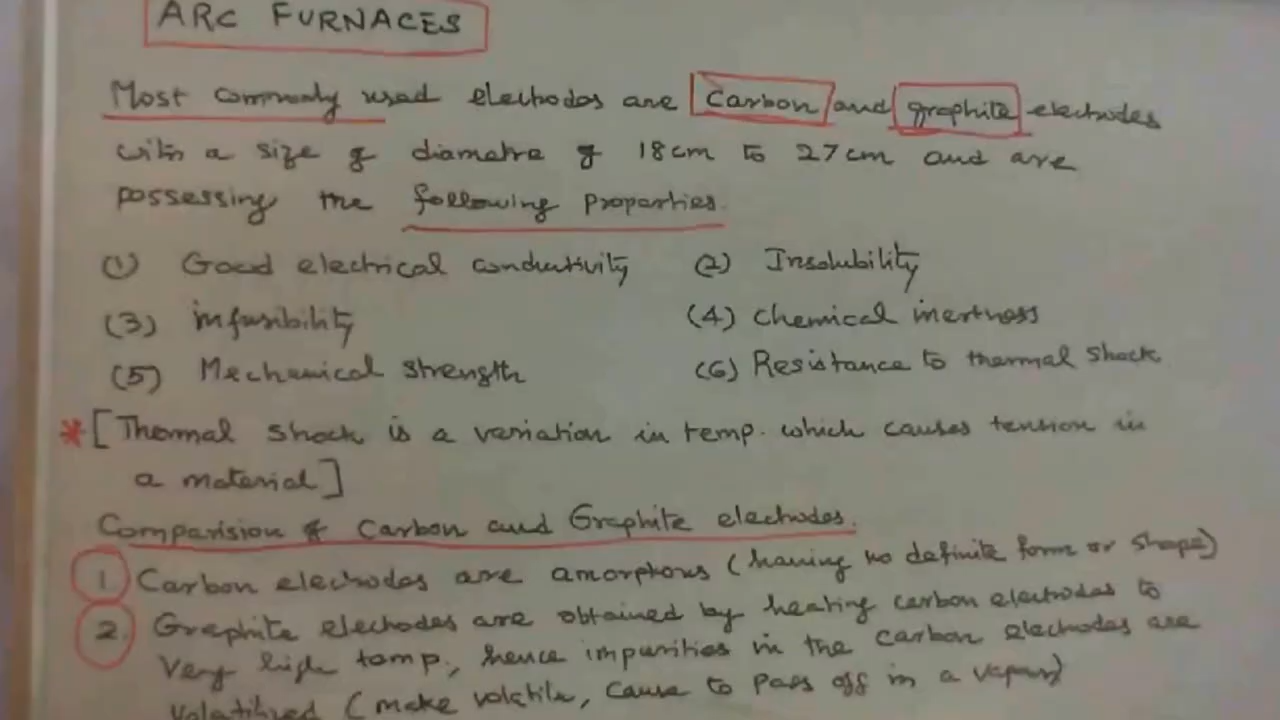 ARC FURNACES
Most commonly used electrodes are carbon and graphite electrodes
with a size of diametre of 18cm to 27cm and are
possessing the following properties.
(1) Good electrical conductivity (2) Insolubility
(3) infusibility (4) chemical inertness
(5) Mechanical strength (6) Resistance to thermal shock
* [Thermal shock is a variation in temp. which causes tension in
a material]
Comparision of Carbon and Graphite electrodes.
1. Carbon electrodes are amorphous (having no definite form or shape)
2. Graphite electrodes are obtained by heating carbon electrodes to
very high temp., hence impurities in the carbon electrodes are
volatilized (make volatile, cause to pass off in a vapour)